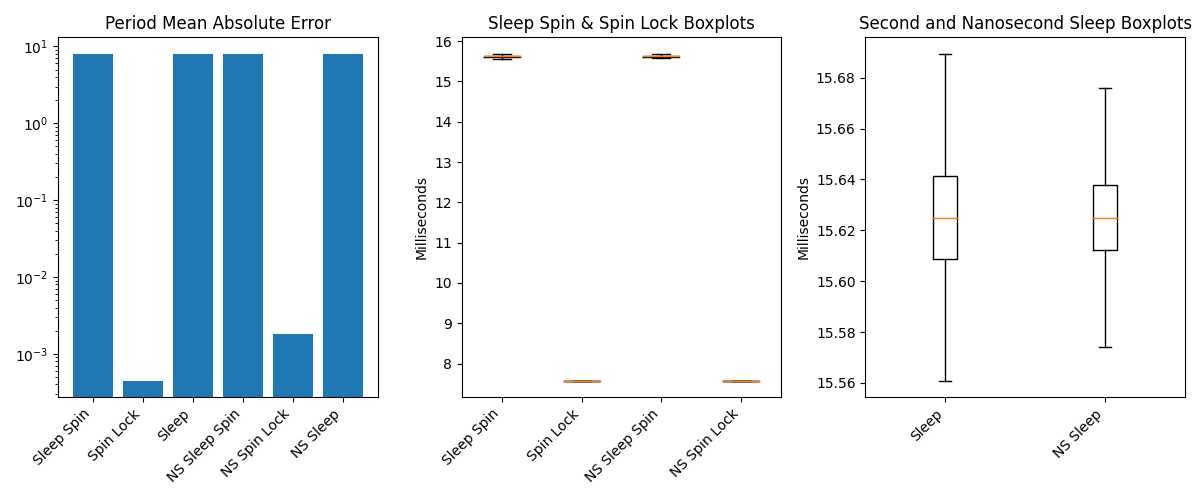 Period Mean Absolute Error
10¹
10⁰
10⁻¹
10⁻²
10⁻³
Sleep Spin
Spin Lock
Sleep
NS Sleep Spin
NS Spin Lock
NS Sleep
Sleep Spin & Spin Lock Boxplots
Milliseconds
16
15
14
13
12
11
10
9
8
Sleep Spin
Spin Lock
NS Sleep Spin
NS Spin Lock
Second and Nanosecond Sleep Boxplots
Milliseconds
15.68
15.66
15.64
15.62
15.60
15.58
15.56
Sleep
NS Sleep